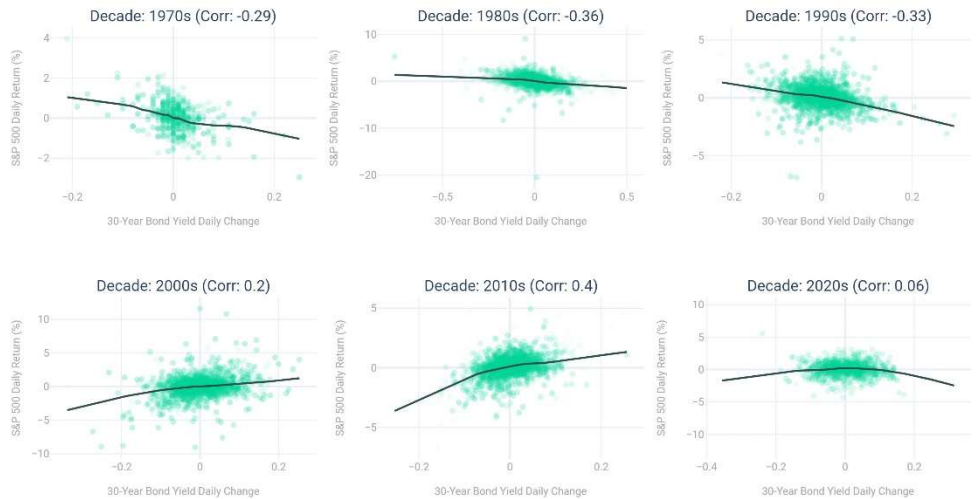 Decade: 1970s (Corr: -0.29)
Decade: 1980s (Corr: -0.36)
Decade: 1990s (Corr: -0.33)
S&P 500 Daily Return (%)
4
2
0
−2
−0.2
0
0.2
30-Year Bond Yield Daily Change
S&P 500 Daily Return (%)
10
0
−10
−20
−0.5
0
0.5
30-Year Bond Yield Daily Change
S&P 500 Daily Return (%)
5
0
−5
−0.2
0
0.2
30-Year Bond Yield Daily Change
Decade: 2000s (Corr: 0.2)
Decade: 2010s (Corr: 0.4)
Decade: 2020s (Corr: 0.06)
S&P 500 Daily Return (%)
10
5
0
−5
−10
−0.2
0
0.2
30-Year Bond Yield Daily Change
S&P 500 Daily Return (%)
5
0
−5
−0.2
0
0.2
30-Year Bond Yield Daily Change
S&P 500 Daily Return (%)
10
5
0
−5
−10
−0.4
−0.2
0
0.2
30-Year Bond Yield Daily Change